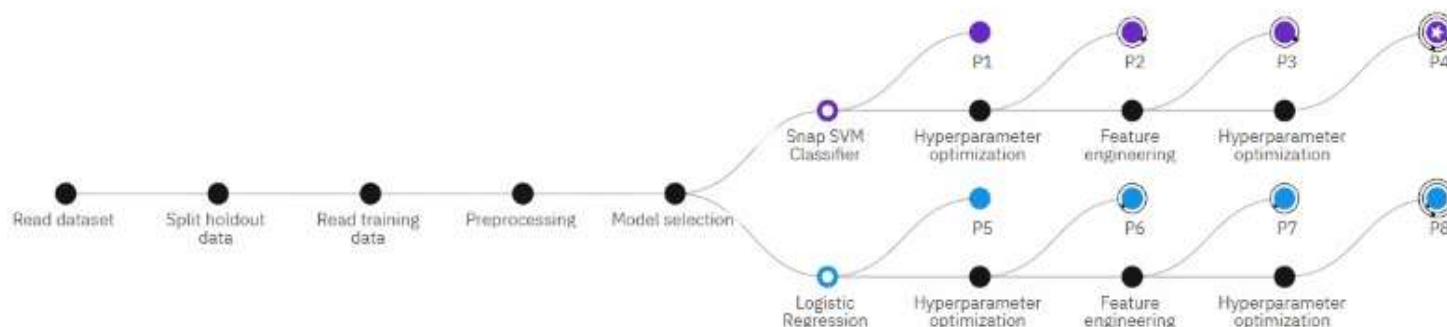 P1
P2
P3
P4
Snap SVM
Classifier
Hyperparameter
optimization
Feature
engineering
Hyperparameter
optimization
Read dataset
Split holdout
data
Read training
data
Preprocessing
Model selection
P5
P6
P7
P8
Logistic
Regression
Hyperparameter
optimization
Feature
engineering
Hyperparameter
optimization